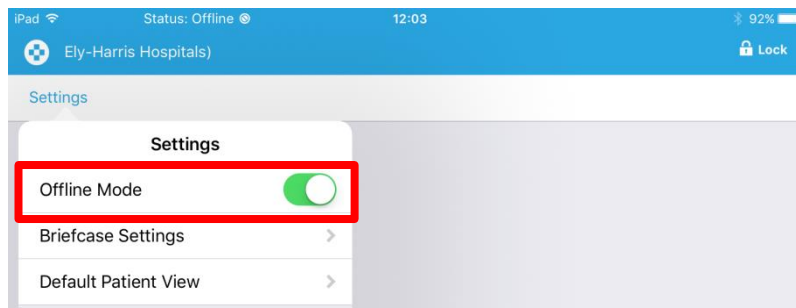 iPad Status: Offline 12:03 92%
Ely-Harris Hospitals) Lock
Settings
Settings
Offline Mode
Briefcase Settings
Default Patient View